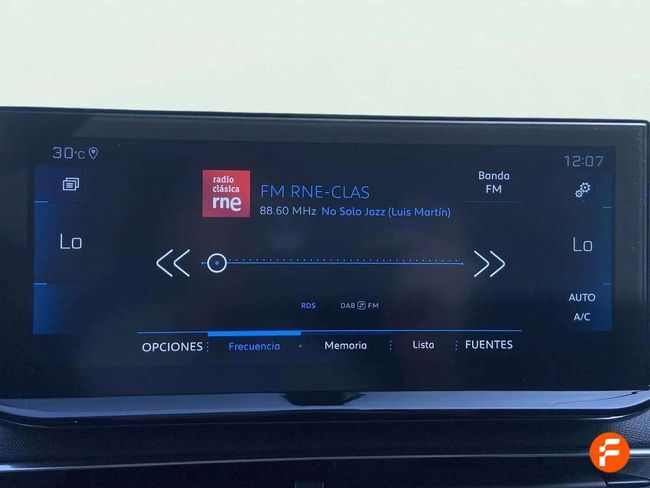 30°C
12:07
radio
clásica
rne
FM RNE-CLAS
88.60 MHz No Solo Jazz (Luis Martín)
Banda
FM
Lo
Lo
RDS
DAB FM
AUTO
A/C
OPCIONES
Frecuencia
Memoria
Lista
FUENTES